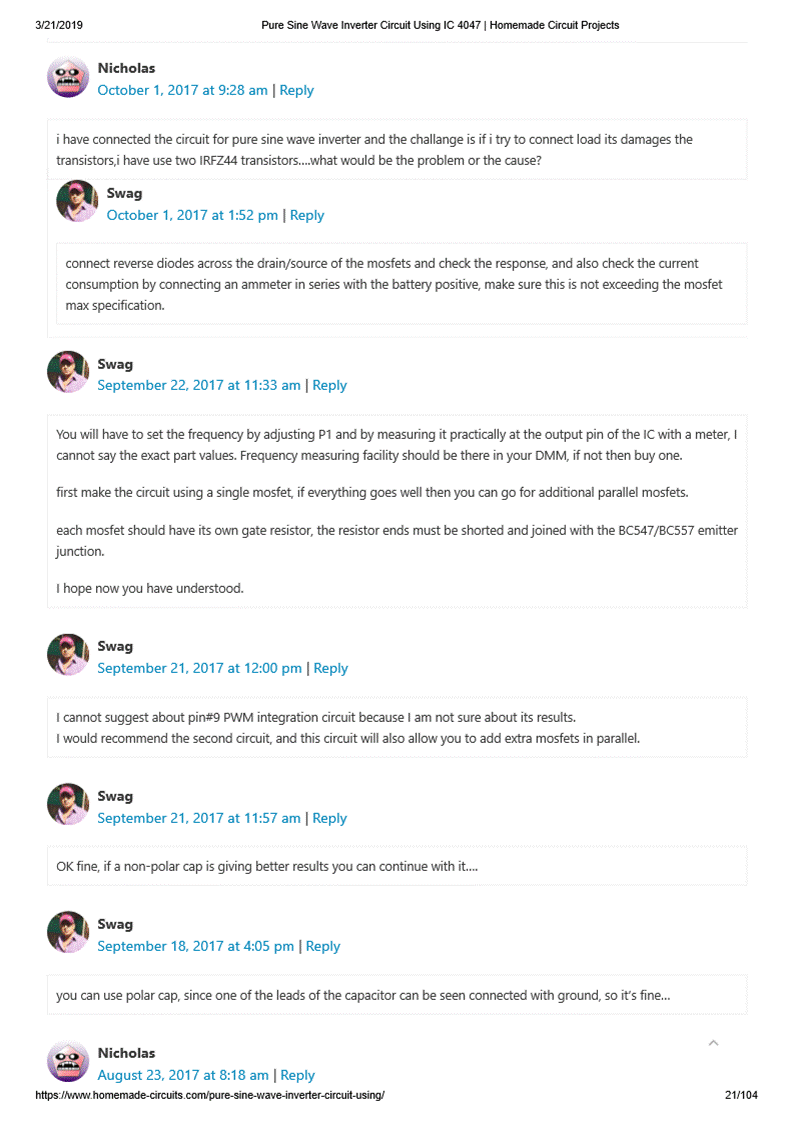 3/21/2019
Pure Sine Wave Inverter Circuit Using IC 4047 | Homemade Circuit Projects
Nicholas
October 1, 2017 at 9:28 am | Reply
i have connected the circuit for pure sine wave inverter and the challange is if i try to connect load its damages the
transistors,i have use two IRFZ44 transistors....what would be the problem or the cause?
Swag
October 1, 2017 at 1:52 pm | Reply
connect reverse diodes across the drain/source of the mosfets and check the response, and also check the current
consumption by connecting an ammeter in series with the battery positive, make sure this is not exceeding the mosfet
max specification.
Swag
September 22, 2017 at 11:33 am | Reply
You will have to set the frequency by adjusting P1 and by measuring it practically at the output pin of the IC with a meter, I
cannot say the exact part values. Frequency measuring facility should be there in your DMM, if not then buy one.
first make the circuit using a single mosfet, if everything goes well then you can go for additional parallel mosfets.
each mosfet should have its own gate resistor, the resistor ends must be shorted and joined with the BC547/BC557 emitter
junction.
I hope now you have understood.
Swag
September 21, 2017 at 12:00 pm | Reply
I cannot suggest about pin#9 PWM integration circuit because I am not sure about its results.
I would recommend the second circuit, and this circuit will also allow you to add extra mosfets in parallel.
Swag
September 21, 2017 at 11:57 am | Reply
OK fine, if a non-polar cap is giving better results you can continue with it....
Swag
September 18, 2017 at 4:05 pm | Reply
you can use polar cap, since one of the leads of the capacitor can be seen connected with ground, so it's fine...
Nicholas
August 23, 2017 at 8:18 am | Reply
https://www.homemade-circuits.com/pure-sine-wave-inverter-circuit-using/
21/104